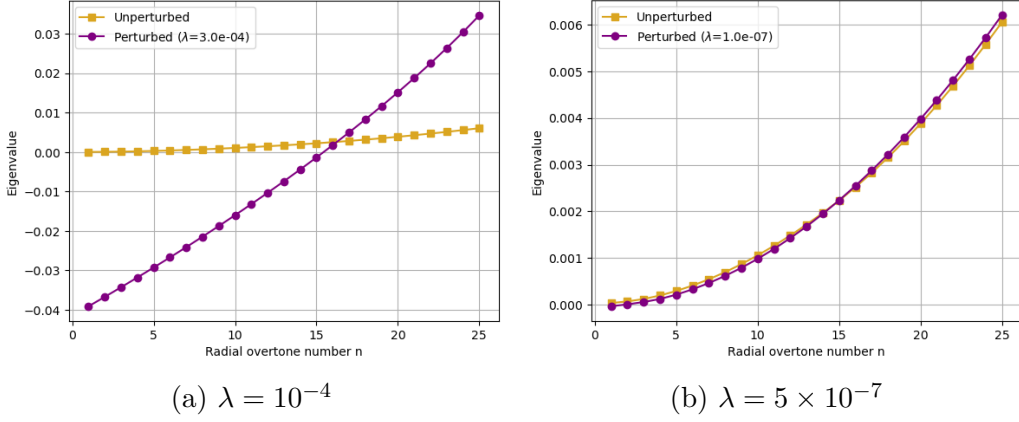 Unperturbed
Perturbed (λ=3.0e-04)
Eigenvalue
0.03
0.02
0.01
0.00
−0.01
−0.02
−0.03
−0.04
0 5 10 15 20 25
Radial overtone number n
(a) λ = 10⁻⁴
Unperturbed
Perturbed (λ=1.0e-07)
Eigenvalue
0.006
0.005
0.004
0.003
0.002
0.001
0.000
0 5 10 15 20 25
Radial overtone number n
(b) λ = 5 × 10⁻⁷